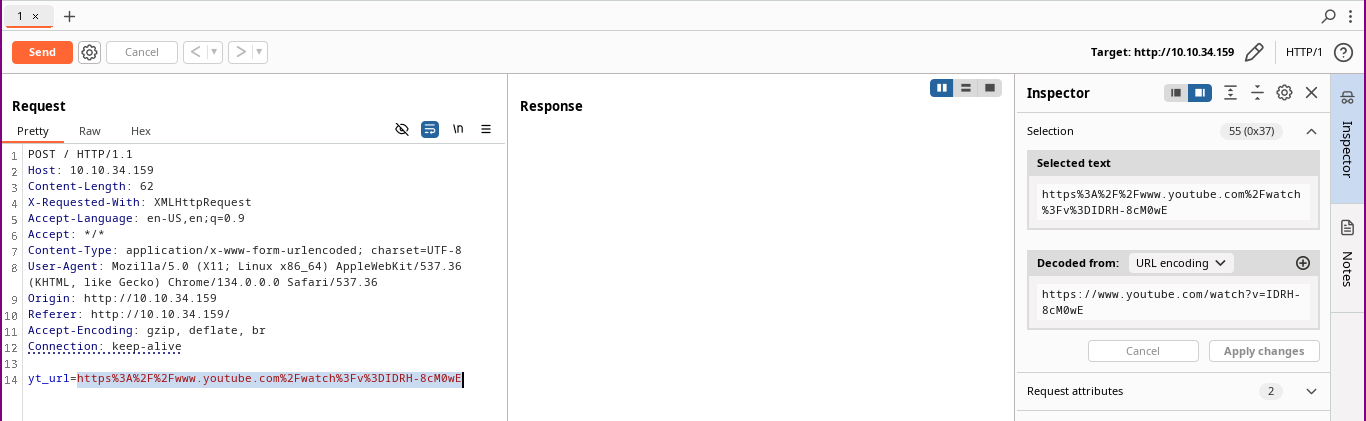 1 ×
Send
Cancel
Target: http://10.10.34.159
HTTP/1
Request
Pretty Raw Hex
\n
1 POST / HTTP/1.1
2 Host: 10.10.34.159
3 Content-Length: 62
4 X-Requested-With: XMLHttpRequest
5 Accept-Language: en-US,en;q=0.9
6 Accept: */*
7 Content-Type: application/x-www-form-urlencoded; charset=UTF-8
8 User-Agent: Mozilla/5.0 (X11; Linux x86_64) AppleWebKit/537.36
(KHTML, like Gecko) Chrome/134.0.0.0 Safari/537.36
9 Origin: http://10.10.34.159
10 Referer: http://10.10.34.159/
11 Accept-Encoding: gzip, deflate, br
12 Connection: keep-alive
13
14 yt_url=https%3A%2F%2Fwww.youtube.com%2Fwatch%3Fv%3DIDRH-8cM0wE
Response
Inspector
Selection 55 (0x37)
Selected text
https%3A%2F%2Fwww.youtube.com%2Fwatch
%3Fv%3DIDRH-8cM0wE
Decoded from: URL encoding
https://www.youtube.com/watch?v=IDRH-
8cM0wE
Cancel
Apply changes
Request attributes 2
Inspector
Notes